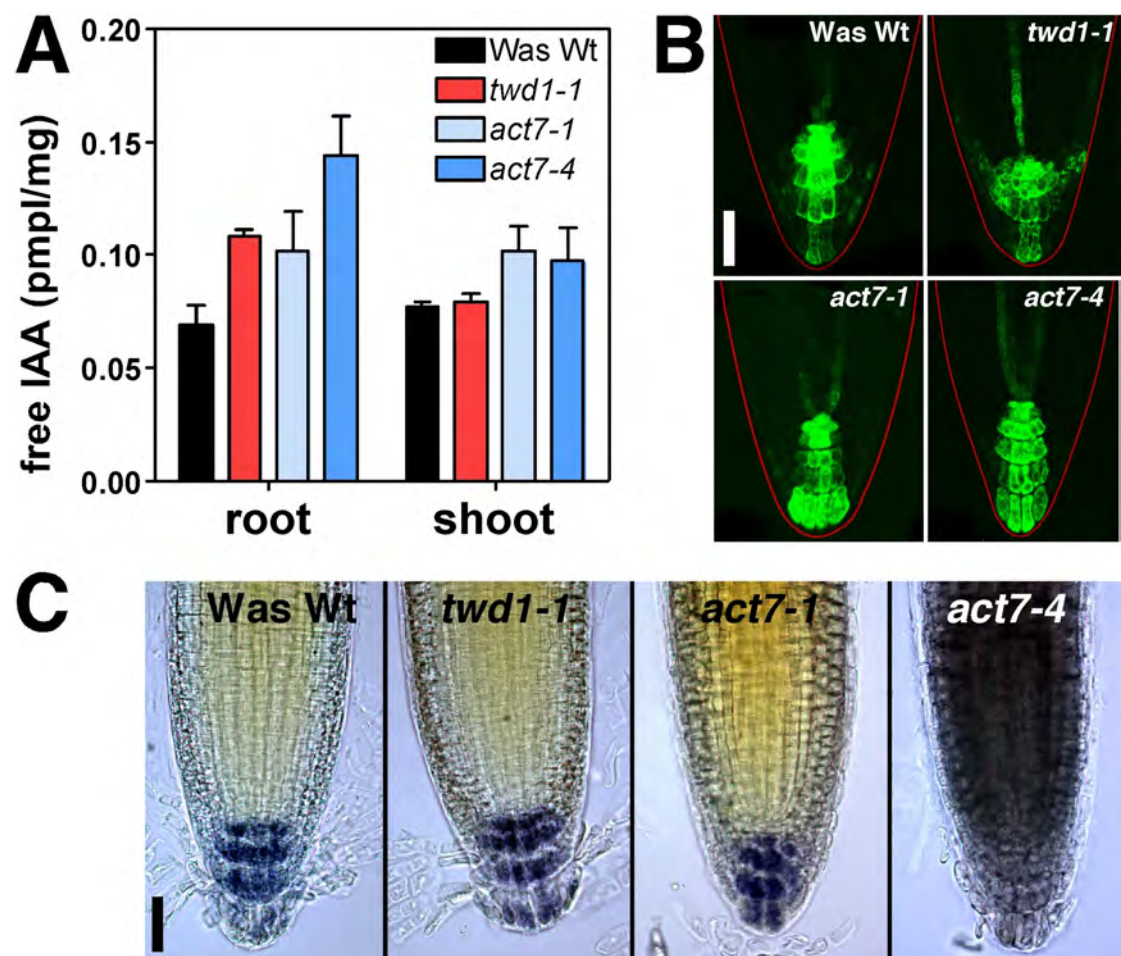 A
0.20
0.15
0.10
0.05
0.00
free IAA (pmpl/mg)
Was Wt
twd1-1
act7-1
act7-4
root shoot
B
Was Wt twd1-1
act7-1 act7-4
C
Was Wt twd1-1 act7-1 act7-4